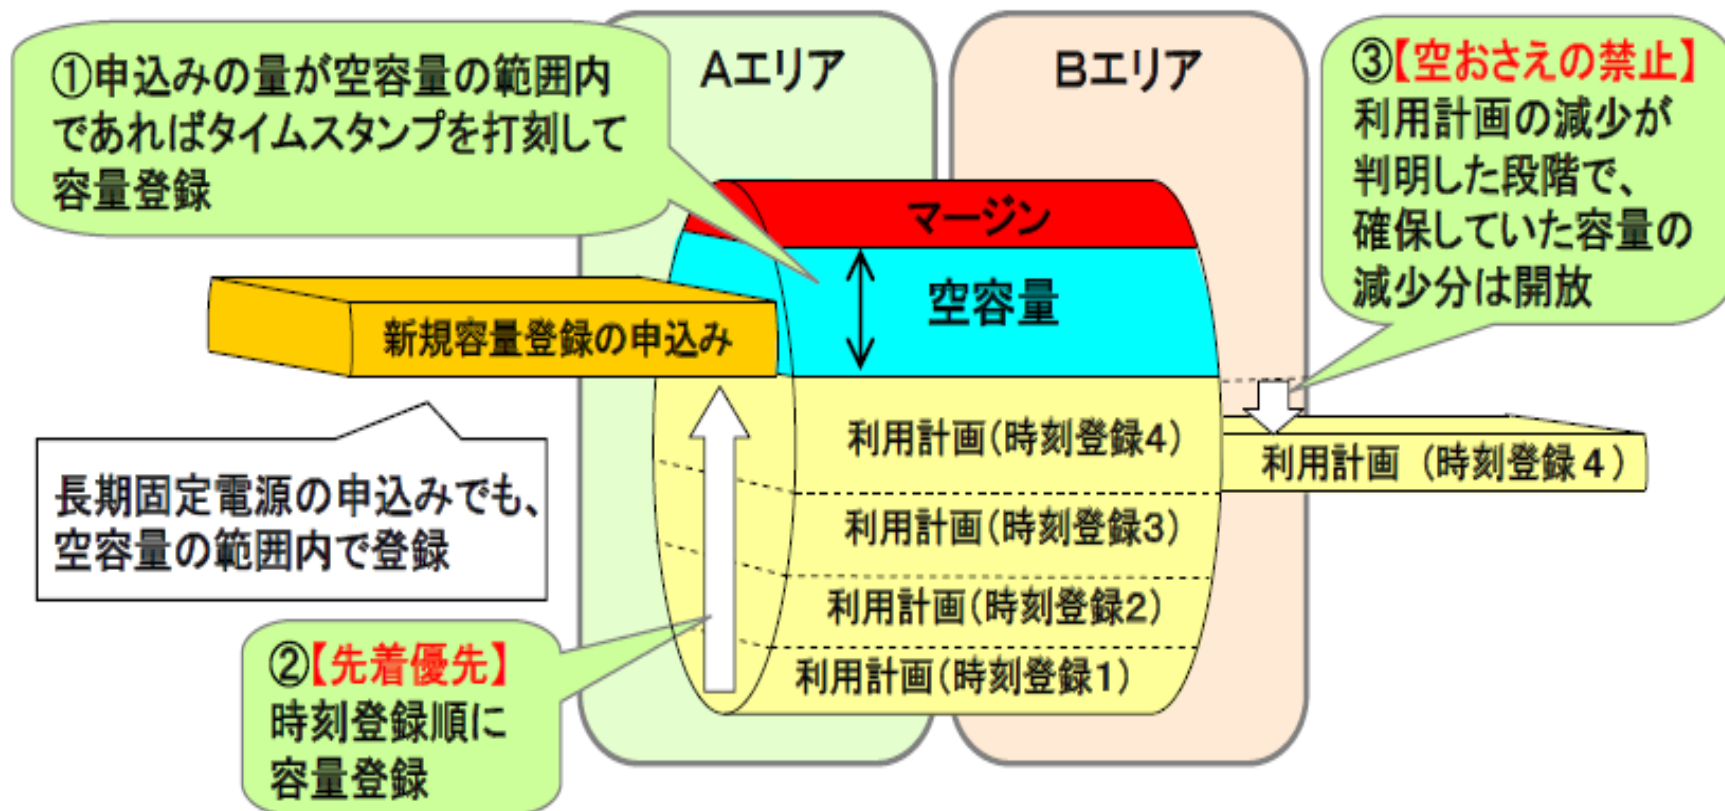 ①申込みの量が空容量の範囲内
であればタイムスタンプを打刻して
容量登録
Aエリア
Bエリア
③【空おさえの禁止】
利用計画の減少が
判明した段階で、
確保していた容量の
減少分は開放
マージン
空容量
新規容量登録の申込み
利用計画(時刻登録4)
利用計画（時刻登録４）
長期固定電源の申込みでも、
空容量の範囲内で登録
利用計画(時刻登録3)
利用計画(時刻登録2)
利用計画(時刻登録1)
②【先着優先】
時刻登録順に
容量登録